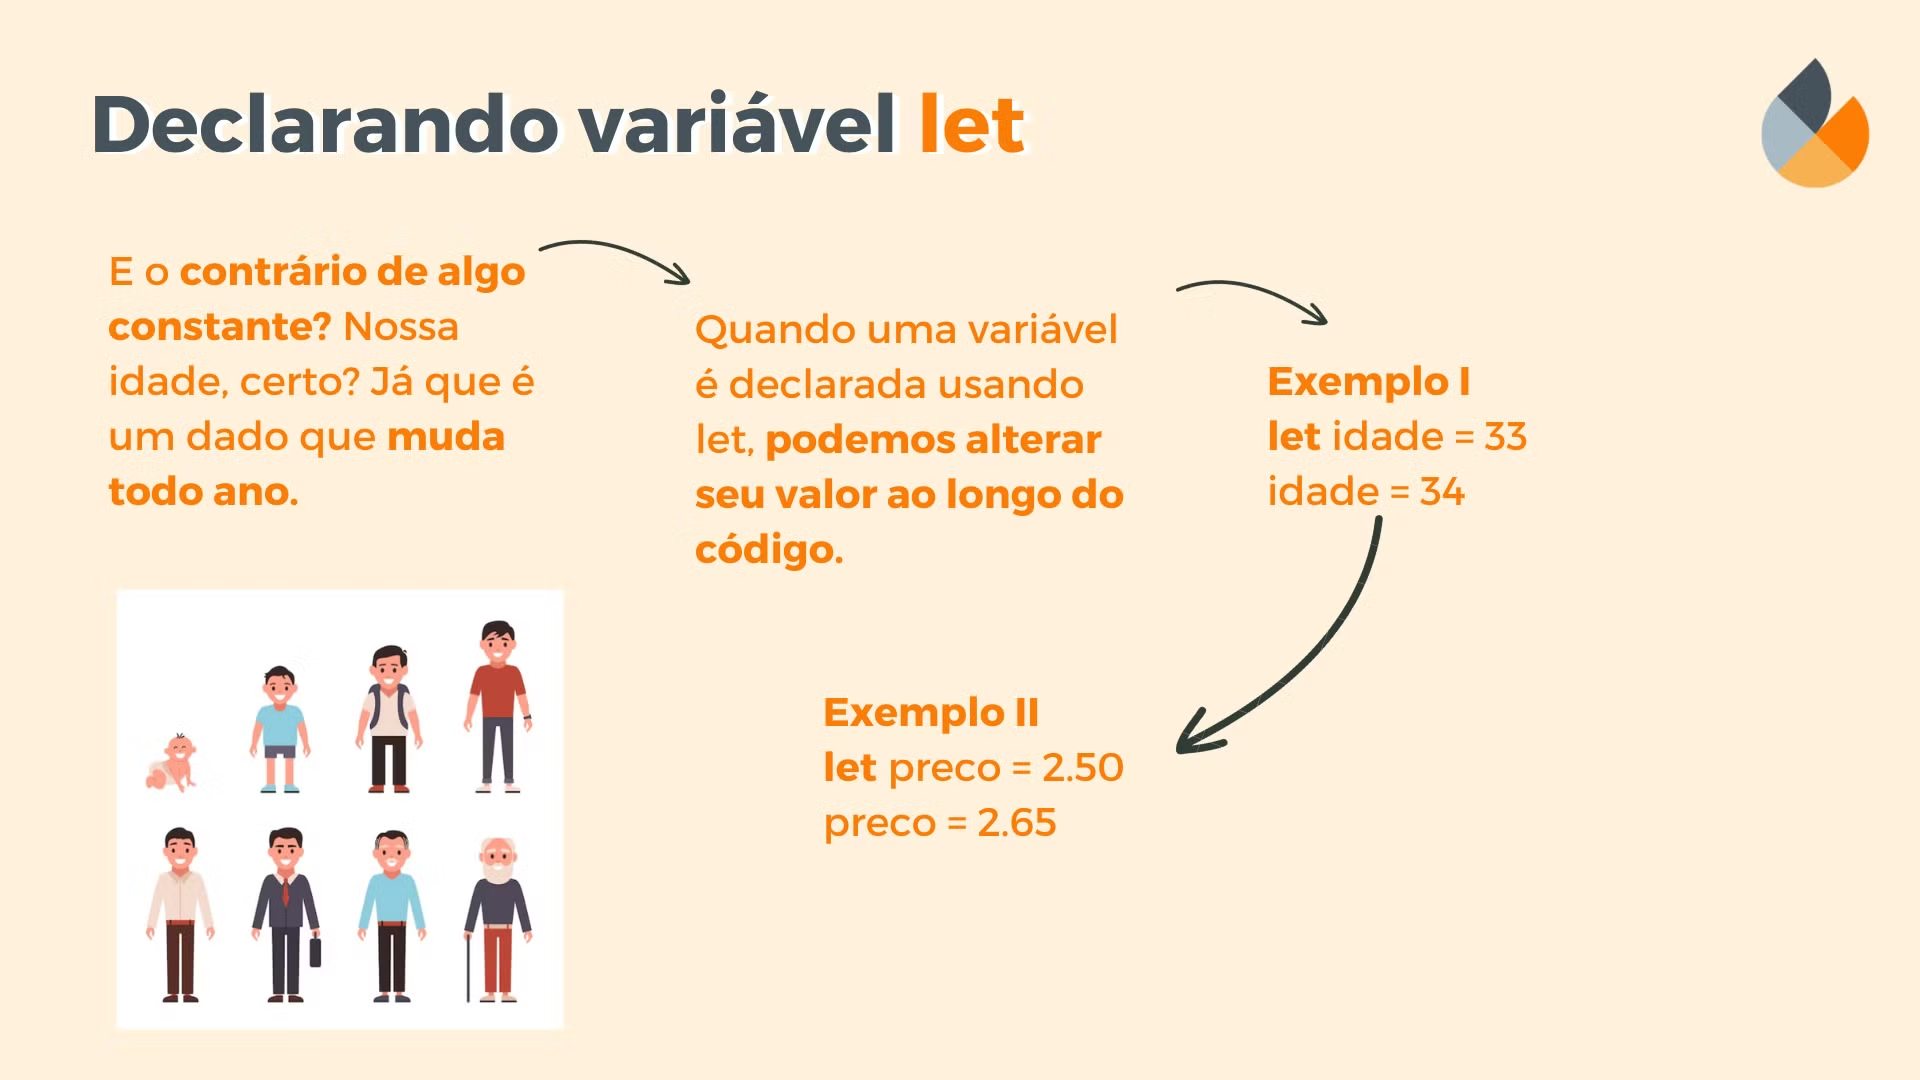 Declarando variável let
E o contrário de algo
constante? Nossa
idade, certo? Já que é
um dado que muda
todo ano.
Quando uma variável
é declarada usando
let, podemos alterar
seu valor ao longo do
código.
Exemplo I
let idade = 33
idade = 34
Exemplo II
let preco = 2.50
preco = 2.65